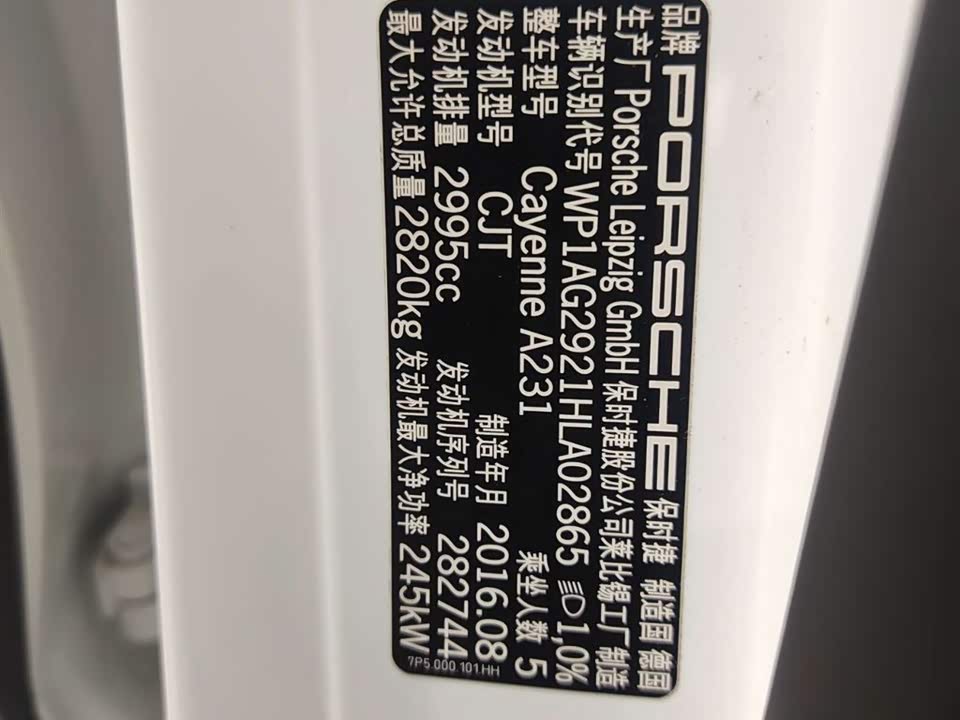 品牌 PORSCHE 保时捷 制造国 德国
生产厂 Porsche Leipzig GmbH 保时捷股份公司莱比锡工厂制造
车辆识别代号 WP1AG2921HLA02865 1,0%
整车型号 Cayenne A231 乘坐人数 5
发动机型号 CJT 制造年月 2016.08
发动机排量 2995cc 发动机序列号 282744
最大允许总质量 2820kg 发动机最大净功率 245kW
7P5.000.101 HH